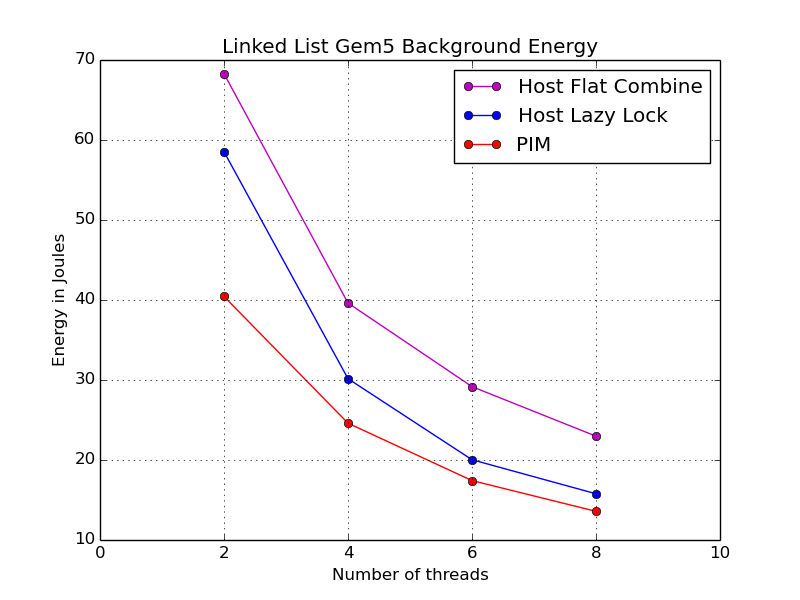 Linked List Gem5 Background Energy
Host Flat Combine
Host Lazy Lock
PIM
Energy in Joules
70
60
50
40
30
20
10
0
2
4
6
8
10
Number of threads